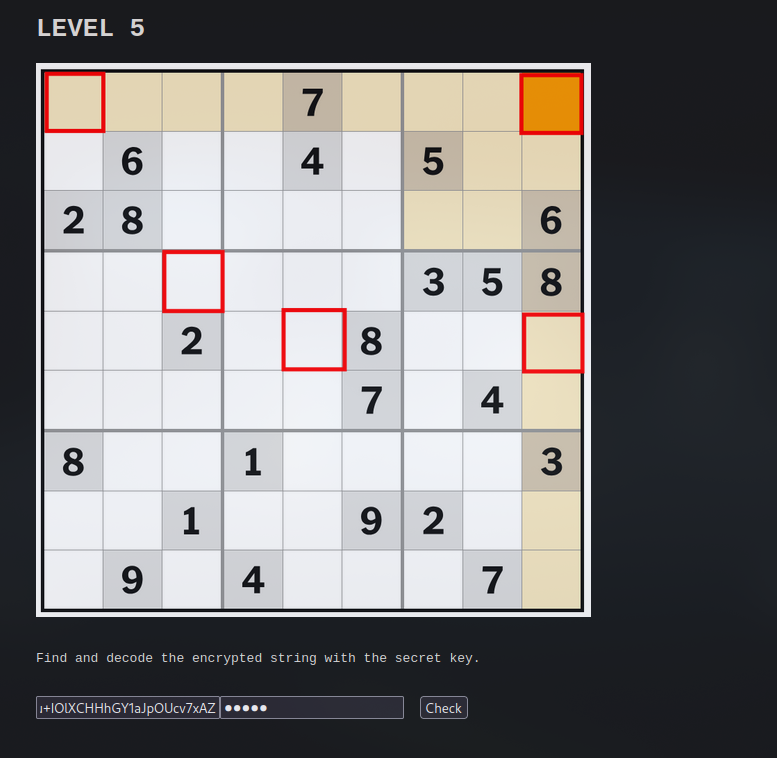 LEVEL 5
7
6 4 5
2 8 6
3 5 8
2 8
7 4
8 1 3
1 9 2
9 4 7
Find and decode the encrypted string with the secret key.
+IOlXCHHhGY1aJpOUcv7xAZ ●●●●● Check